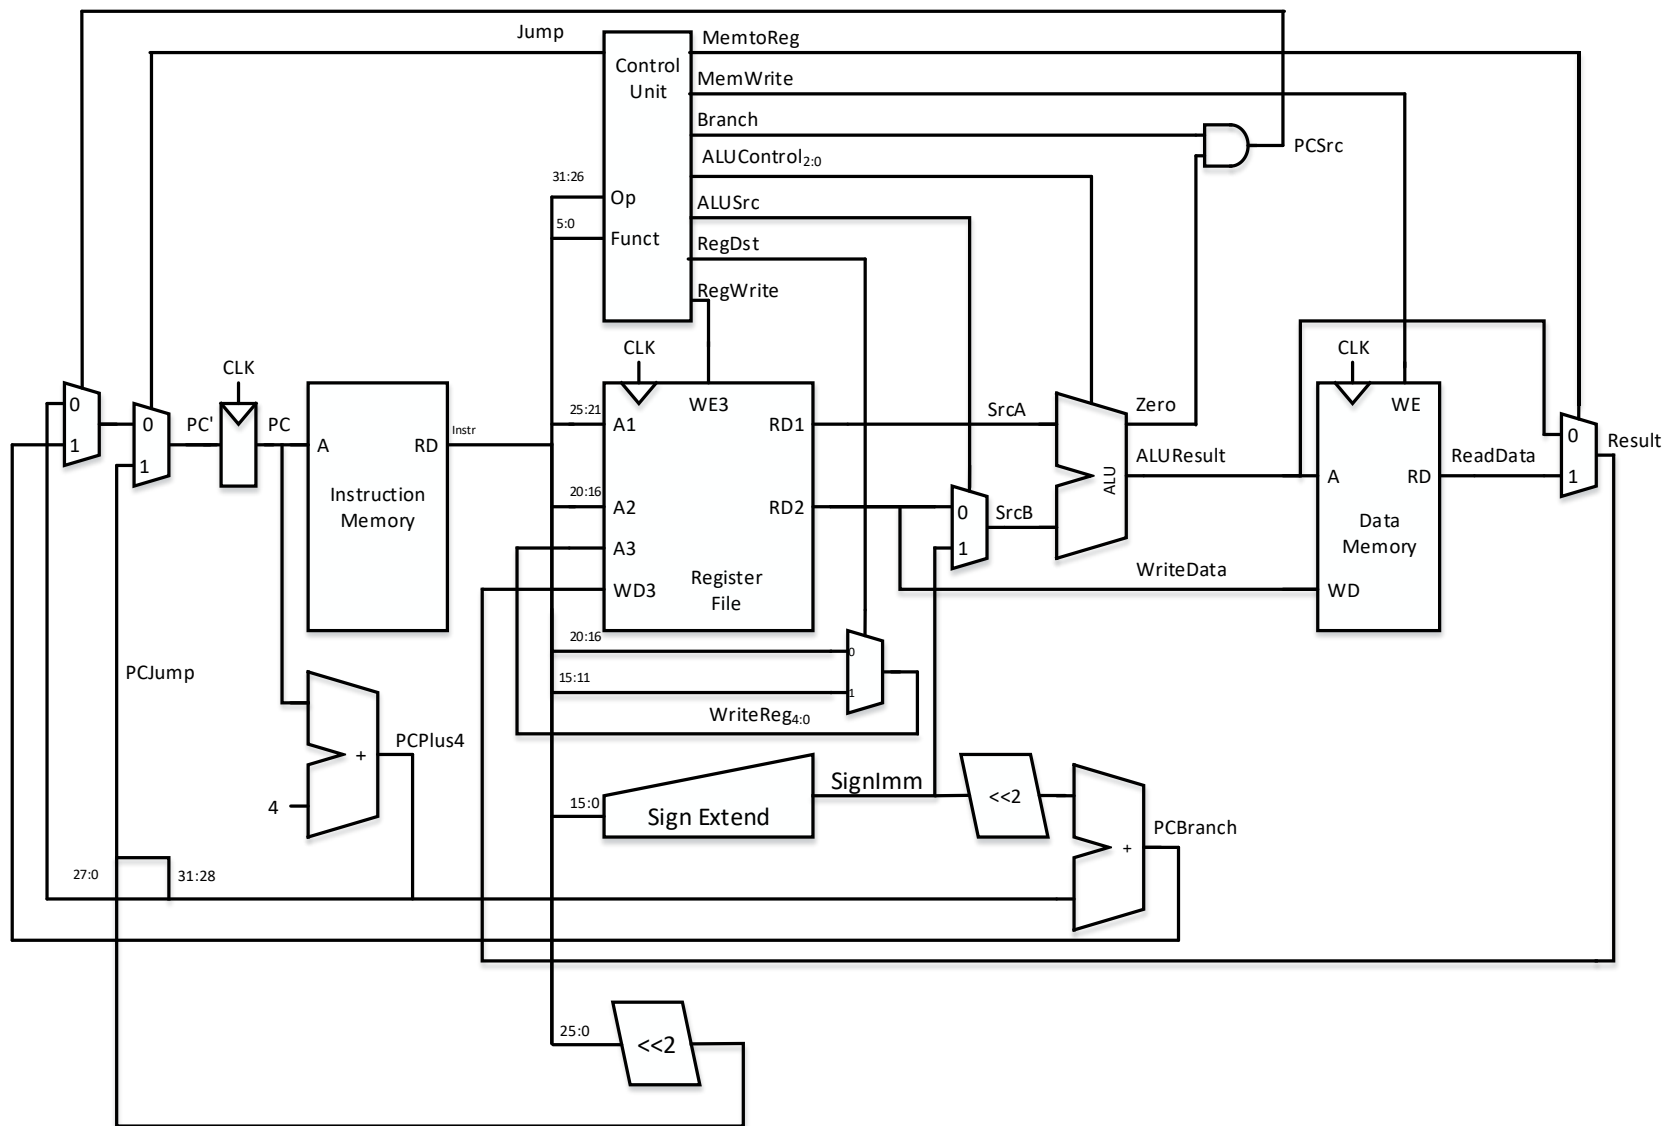 Jump
MemtoReg
Control
Unit
MemWrite
Branch
PCSrc
ALUControl2:0
31:26
Op
ALUSrc
5:0
Funct
RegDst
RegWrite
CLK
CLK
CLK
0
1
0
1
PC'
PC
A
RD
Instr
Instruction
Memory
25:21
A1
WE3
RD1
20:16
A2
RD2
A3
WD3
Register
File
SrcA
0
1
SrcB
ALU
Zero
ALUResult
WriteData
WE
A
RD
Data
Memory
WD
ReadData
0
1
Result
20:16
0
15:11
1
WriteReg4:0
PCJump
PCPlus4
+
4
15:0
Sign Extend
SignImm
<<2
PCBranch
+
27:0
31:28
25:0
<<2